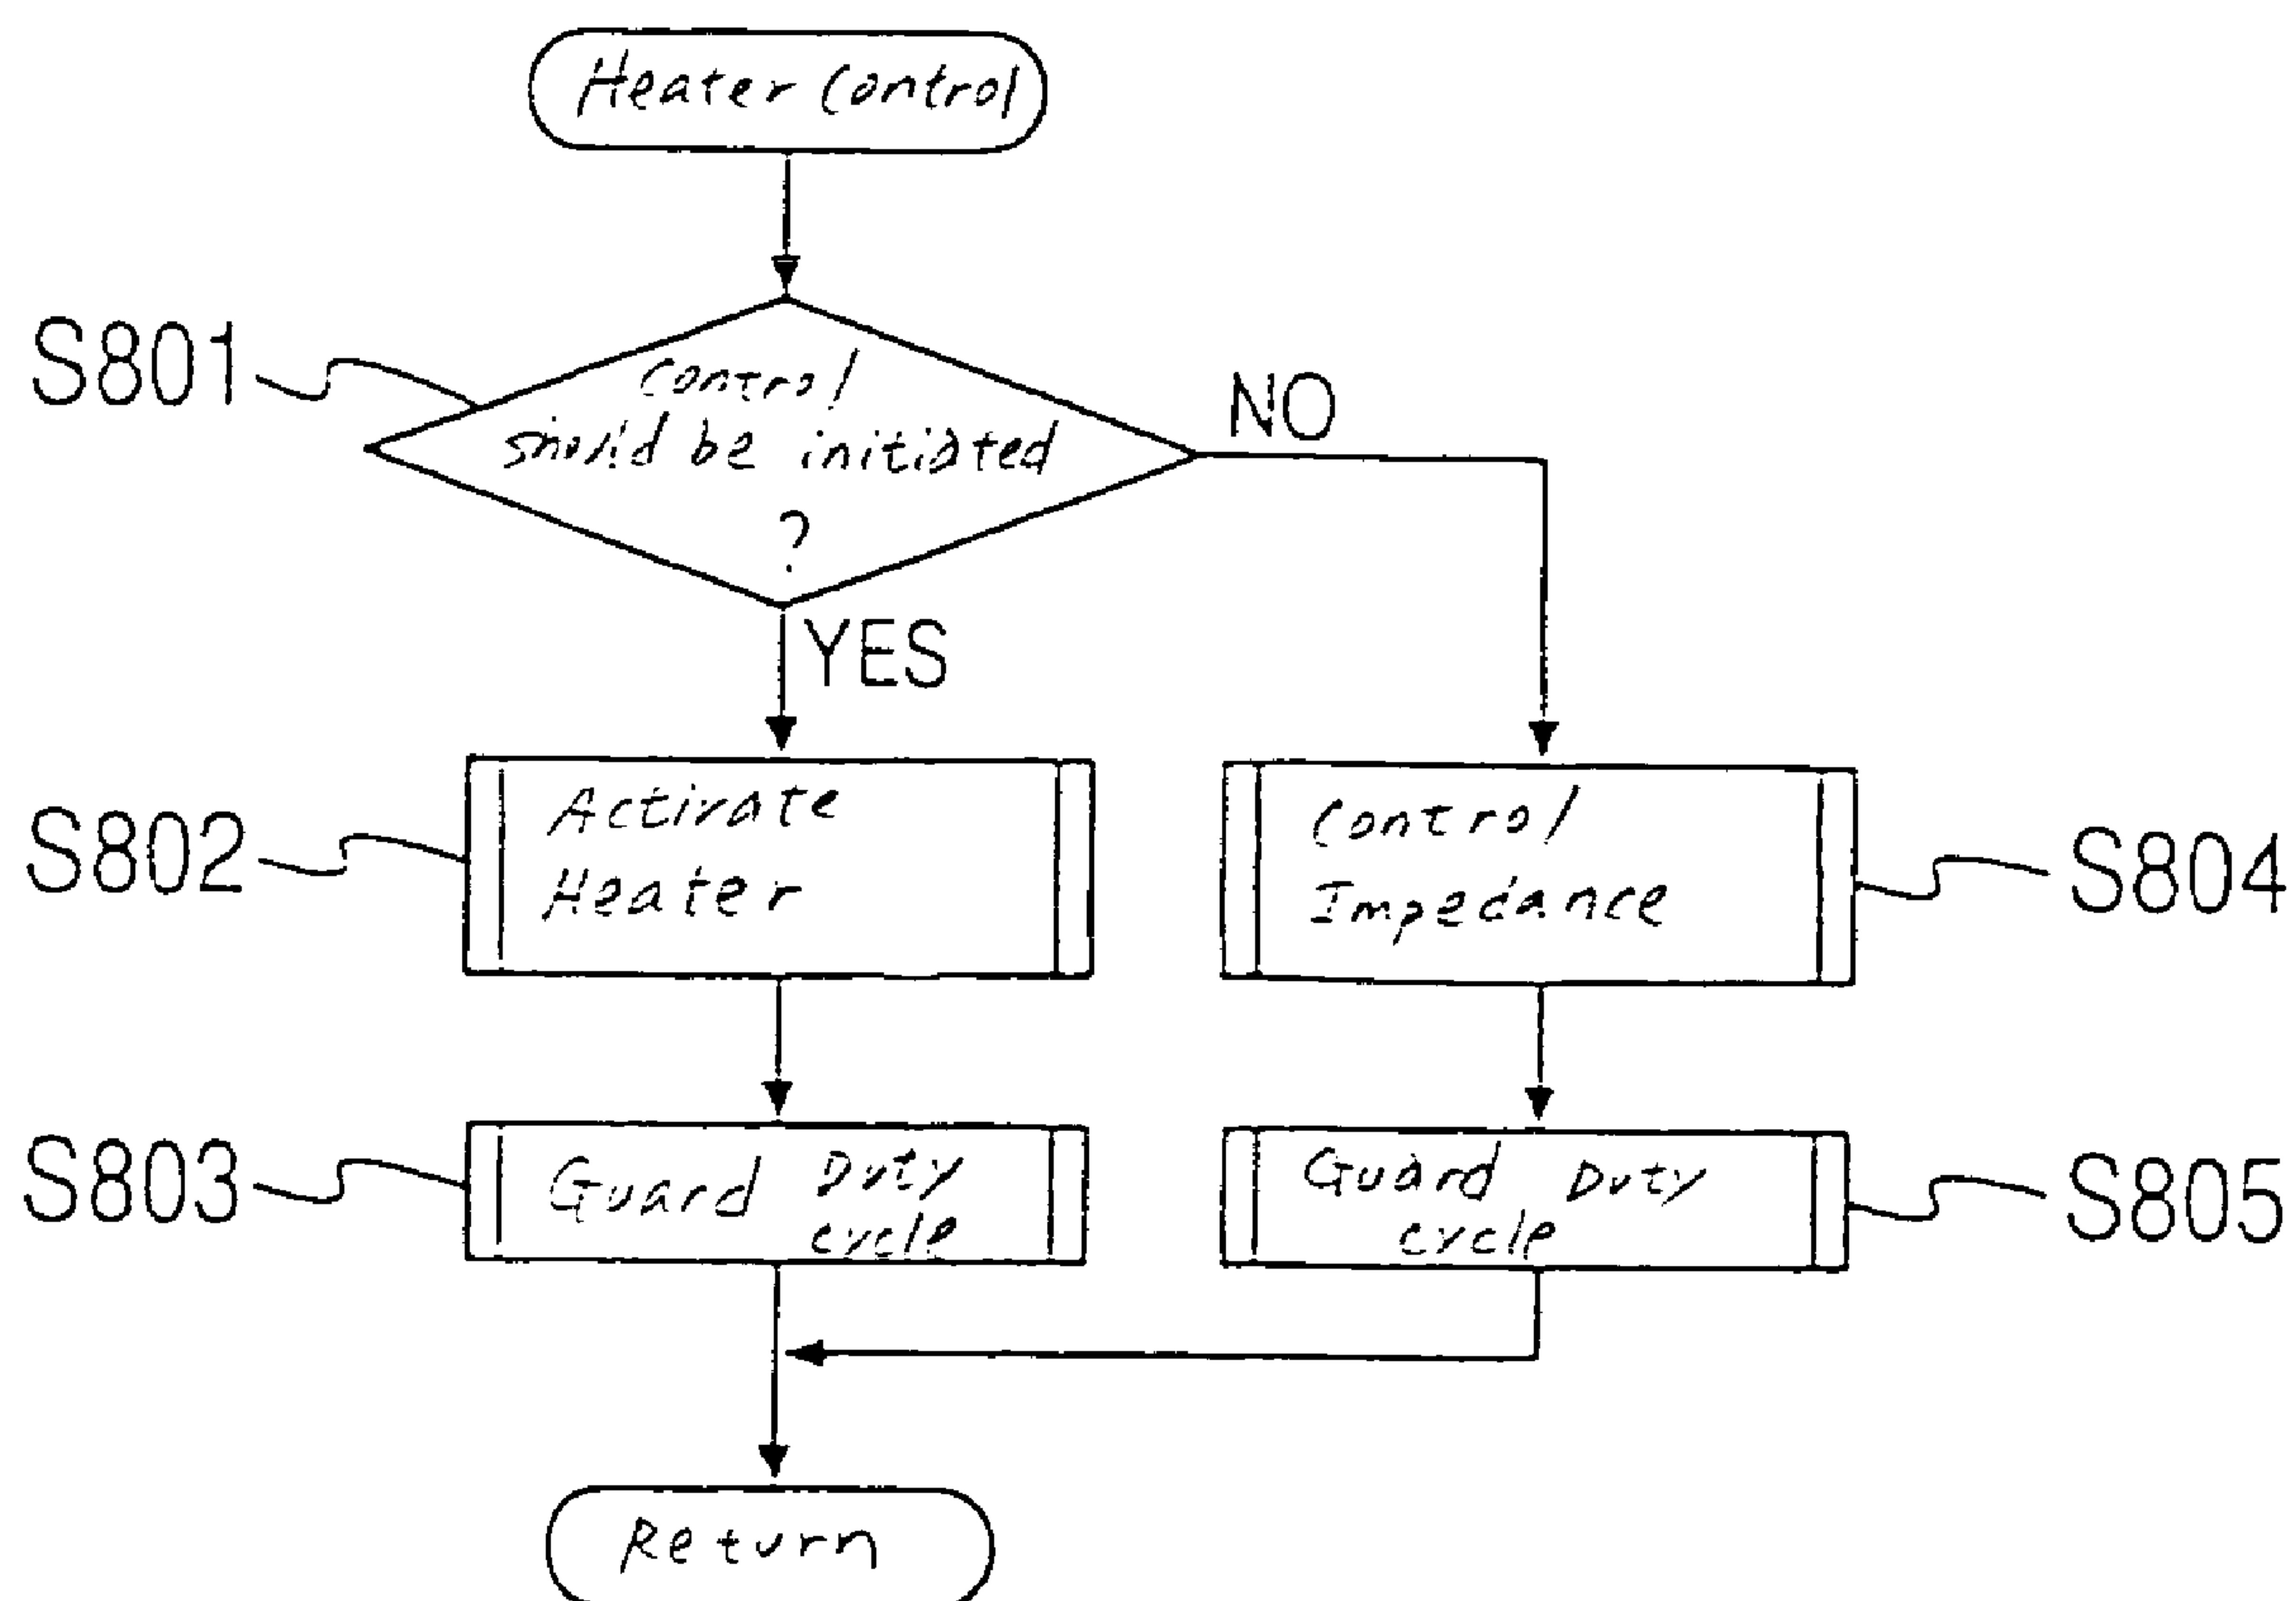 Heater Control
S801
Control
should be initiated
?
NO
YES
S802
Activate
Heater
Control
Impedance
S804
S803
Guard Duty
cycle
Guard Duty
cycle
S805
Return